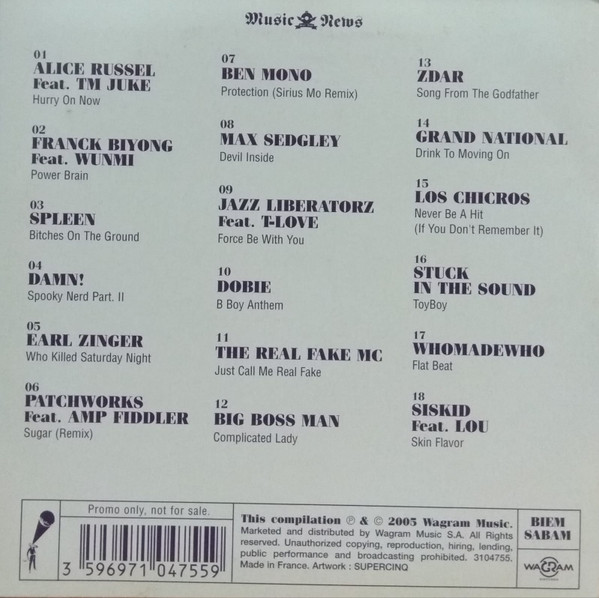 Music News
01
ALICE RUSSEL
Feat. TM JUKE
Hurry On Now
02
FRANCK BIYONG
Feat. WUNMI
Power Brain
03
SPLEEN
Bitches On The Ground
04
DAMN!
Spooky Nerd Part. II
05
EARL ZINGER
Who Killed Saturday Night
06
PATCHWORKS
Feat. AMP FIDDLER
Sugar (Remix)
07
BEN MONO
Protection (Sirius Mo Remix)
08
MAX SEDGLEY
Devil Inside
09
JAZZ LIBERATORZ
Feat. T-LOVE
Force Be With You
10
DOBIE
B Boy Anthem
11
THE REAL FAKE MC
Just Call Me Real Fake
12
BIG BOSS MAN
Complicated Lady
13
ZDAR
Song From The Godfather
14
GRAND NATIONAL
Drink To Moving On
15
LOS CHICROS
Never Be A Hit
(If You Don't Remember It)
16
STUCK
IN THE SOUND
ToyBoy
17
WHOMADEWHO
Flat Beat
18
SISKID
Feat. LOU
Skin Flavor
Promo only, not for sale.
3 596971 047559
This compilation ℗ & © 2005 Wagram Music.
Marketed and distributed by Wagram Music S.A. All Rights
reserved. Unauthorized copying, reproduction, hiring, lending,
public performance and broadcasting prohibited. 3104755.
Made in France. Artwork : SUPERCINQ
BIEM
SABAM
WAGRAM